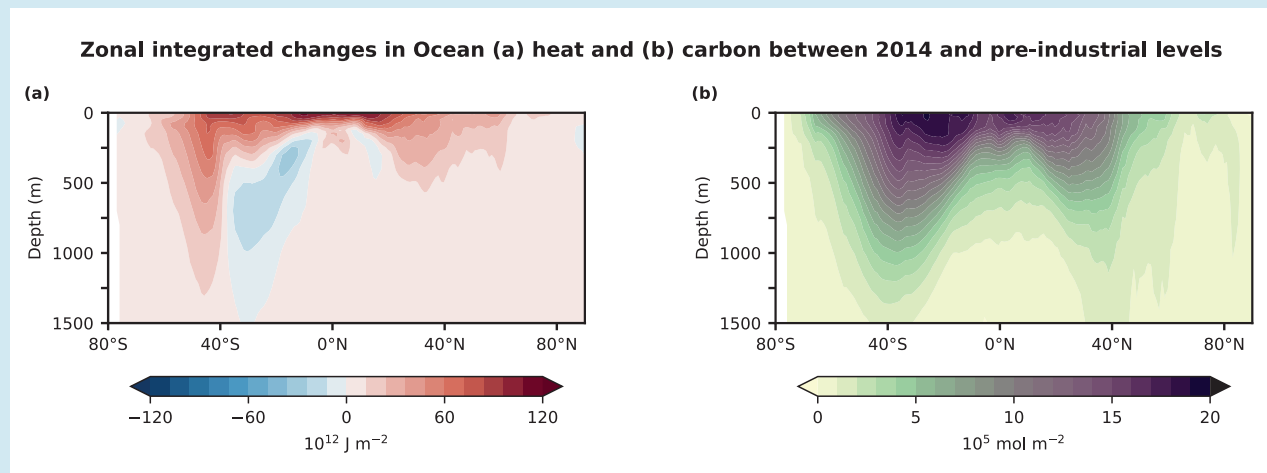 Zonal integrated changes in Ocean (a) heat and (b) carbon between 2014 and pre-industrial levels
(a)
0
500
1000
1500
Depth (m)
80°S 40°S 0°N 40°N 80°N
−120 −60 0 60 120
10¹² J m⁻²
(b)
0
500
1000
1500
Depth (m)
80°S 40°S 0°N 40°N 80°N
0 5 10 15 20
10⁵ mol m⁻²